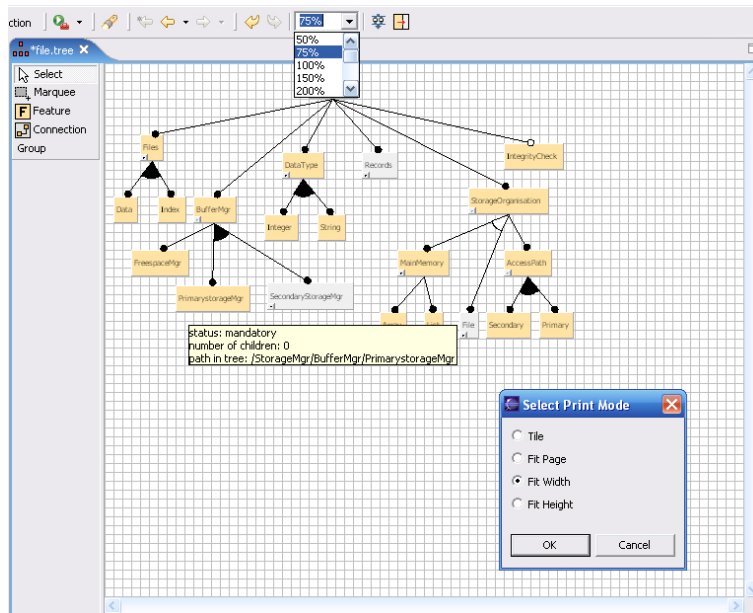 ction
75%
*file.tree
50%
75%
100%
150%
200%
Select
Marquee
Feature
Connection
Group
Files
DataType
Records
IntegrityCheck
Data
Index
BufferMgr
StorageOrganisation
Integer
String
FreespaceMgr
MainMemory
AccessPath
PrimarystorageMgr
SecondaryStorageMgr
File
Secondary
Primary
status: mandatory
number of children: 0
path in tree: /StorageMgr/BufferMgr/PrimarystorageMgr
Select Print Mode
Tile
Fit Page
Fit Width
Fit Height
OK
Cancel